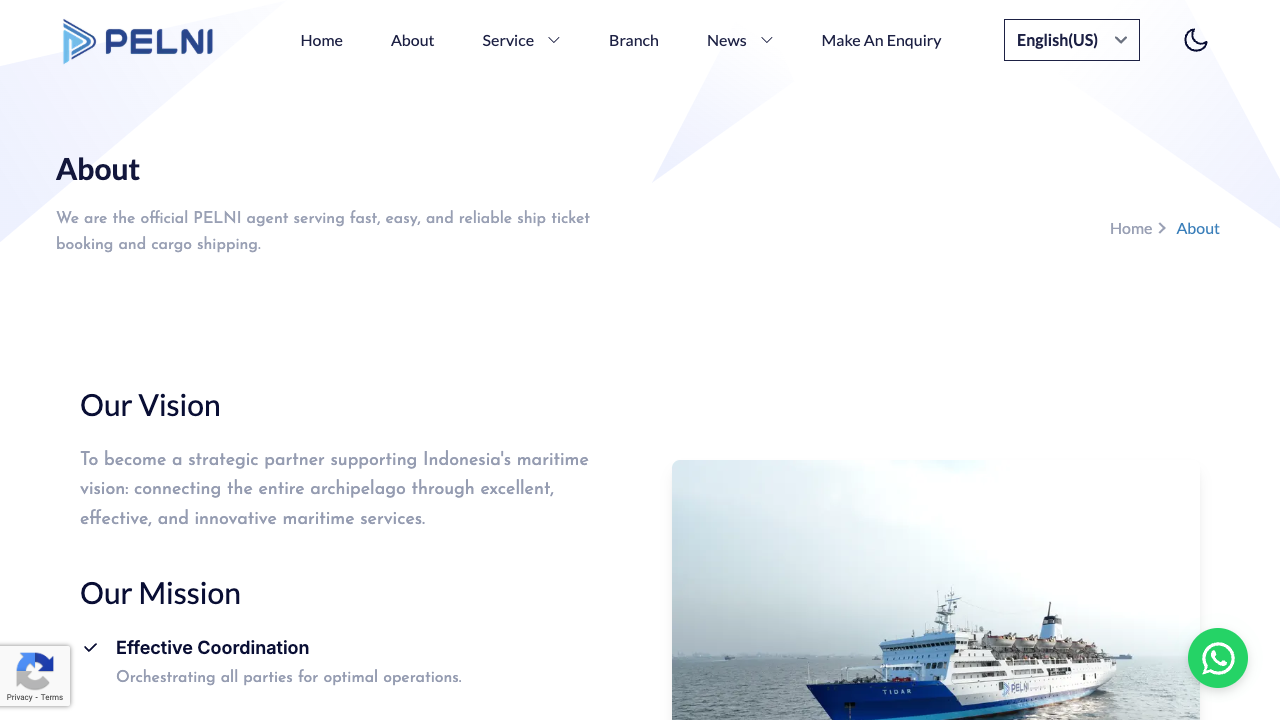 PELNI
Home
About
Service
Branch
News
Make An Enquiry
English(US)
About
We are the official PELNI agent serving fast, easy, and reliable ship ticket
booking and cargo shipping.
Home
About
Our Vision
To become a strategic partner supporting Indonesia's maritime
vision: connecting the entire archipelago through excellent,
effective, and innovative maritime services.
Our Mission
Effective Coordination
Orchestrating all parties for optimal operations.
TIDAR
PELNI
Privacy - Terms